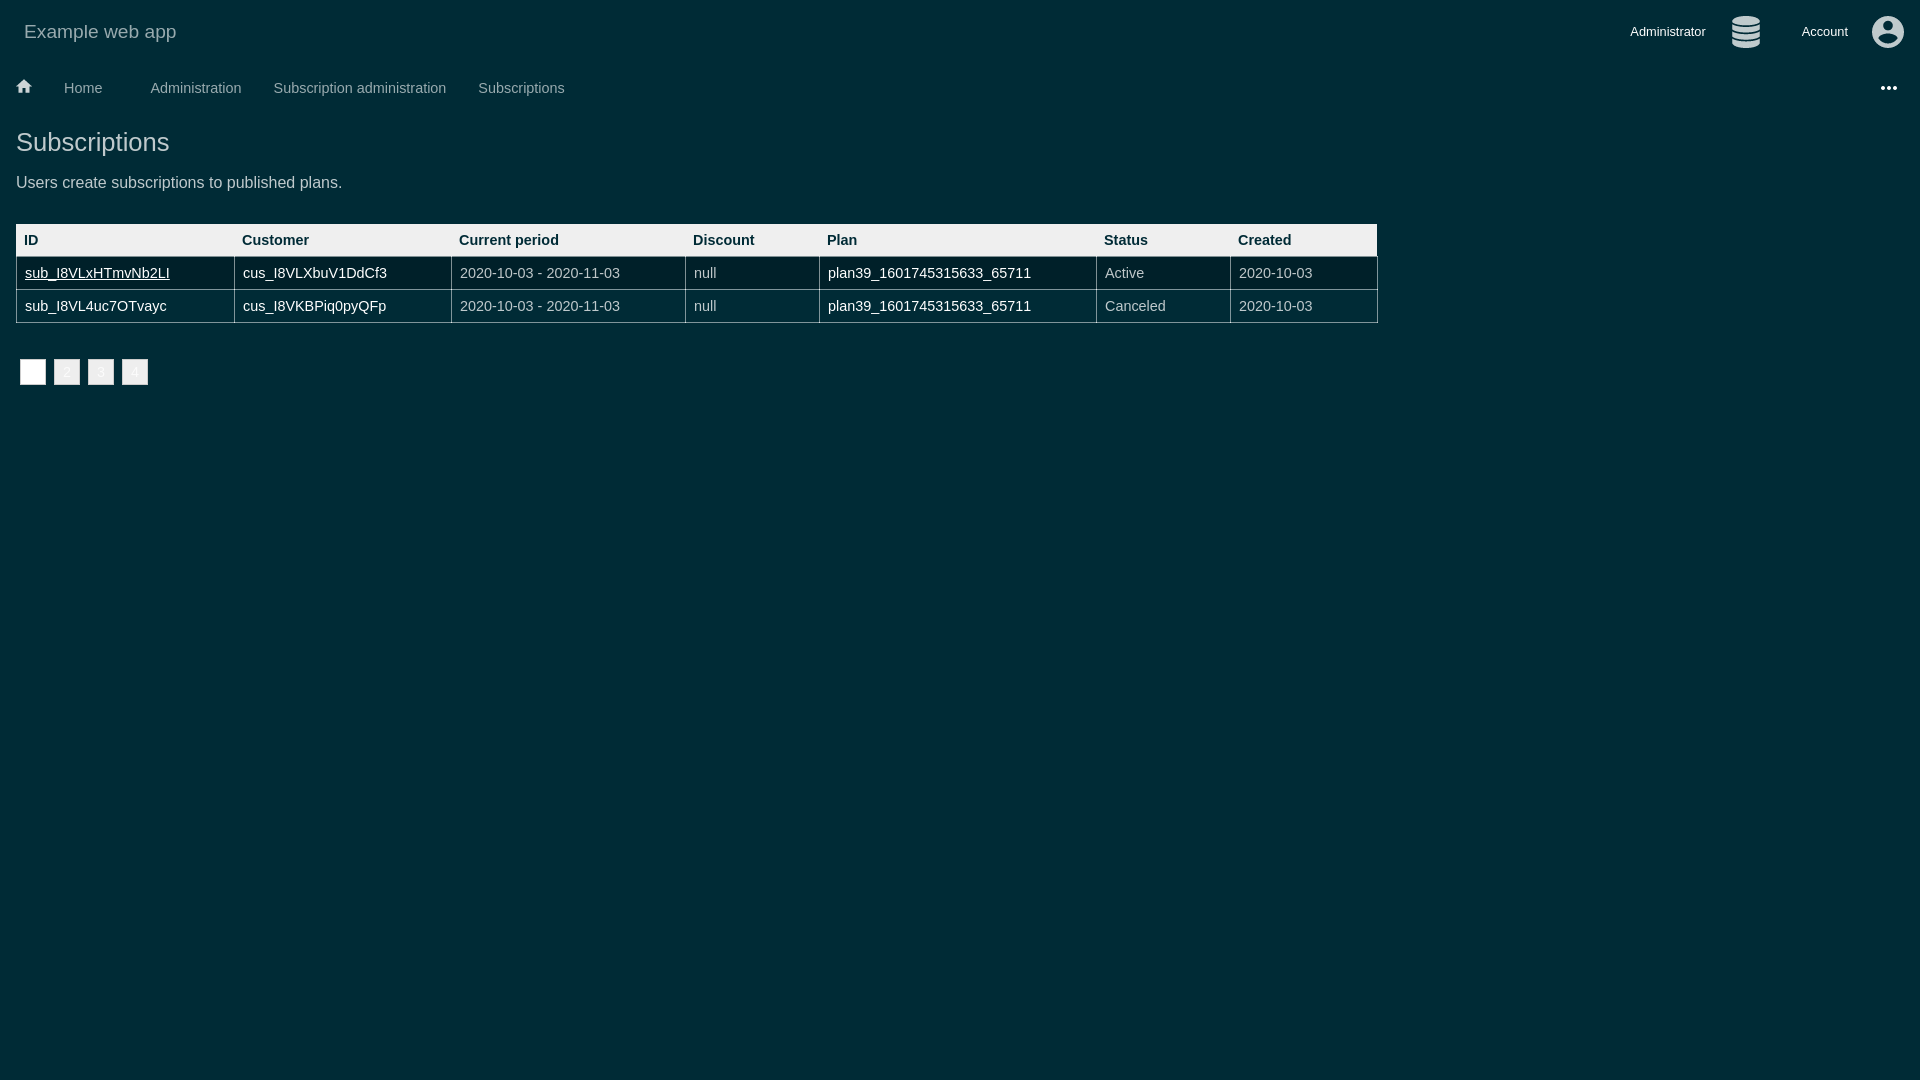 Example web app
Administrator
Account
Home
Administration
Subscription administration
Subscriptions
Subscriptions
Users create subscriptions to published plans.
ID Customer Current period Discount Plan Status Created
sub_I8VLxHTmvNb2LI cus_I8VLXbuV1DdCf3 2020-10-03 - 2020-11-03 null plan39_1601745315633_65711 Active 2020-10-03
sub_I8VL4uc7OTvayc cus_I8VKBPiq0pyQFp 2020-10-03 - 2020-11-03 null plan39_1601745315633_65711 Canceled 2020-10-03
2 3 4